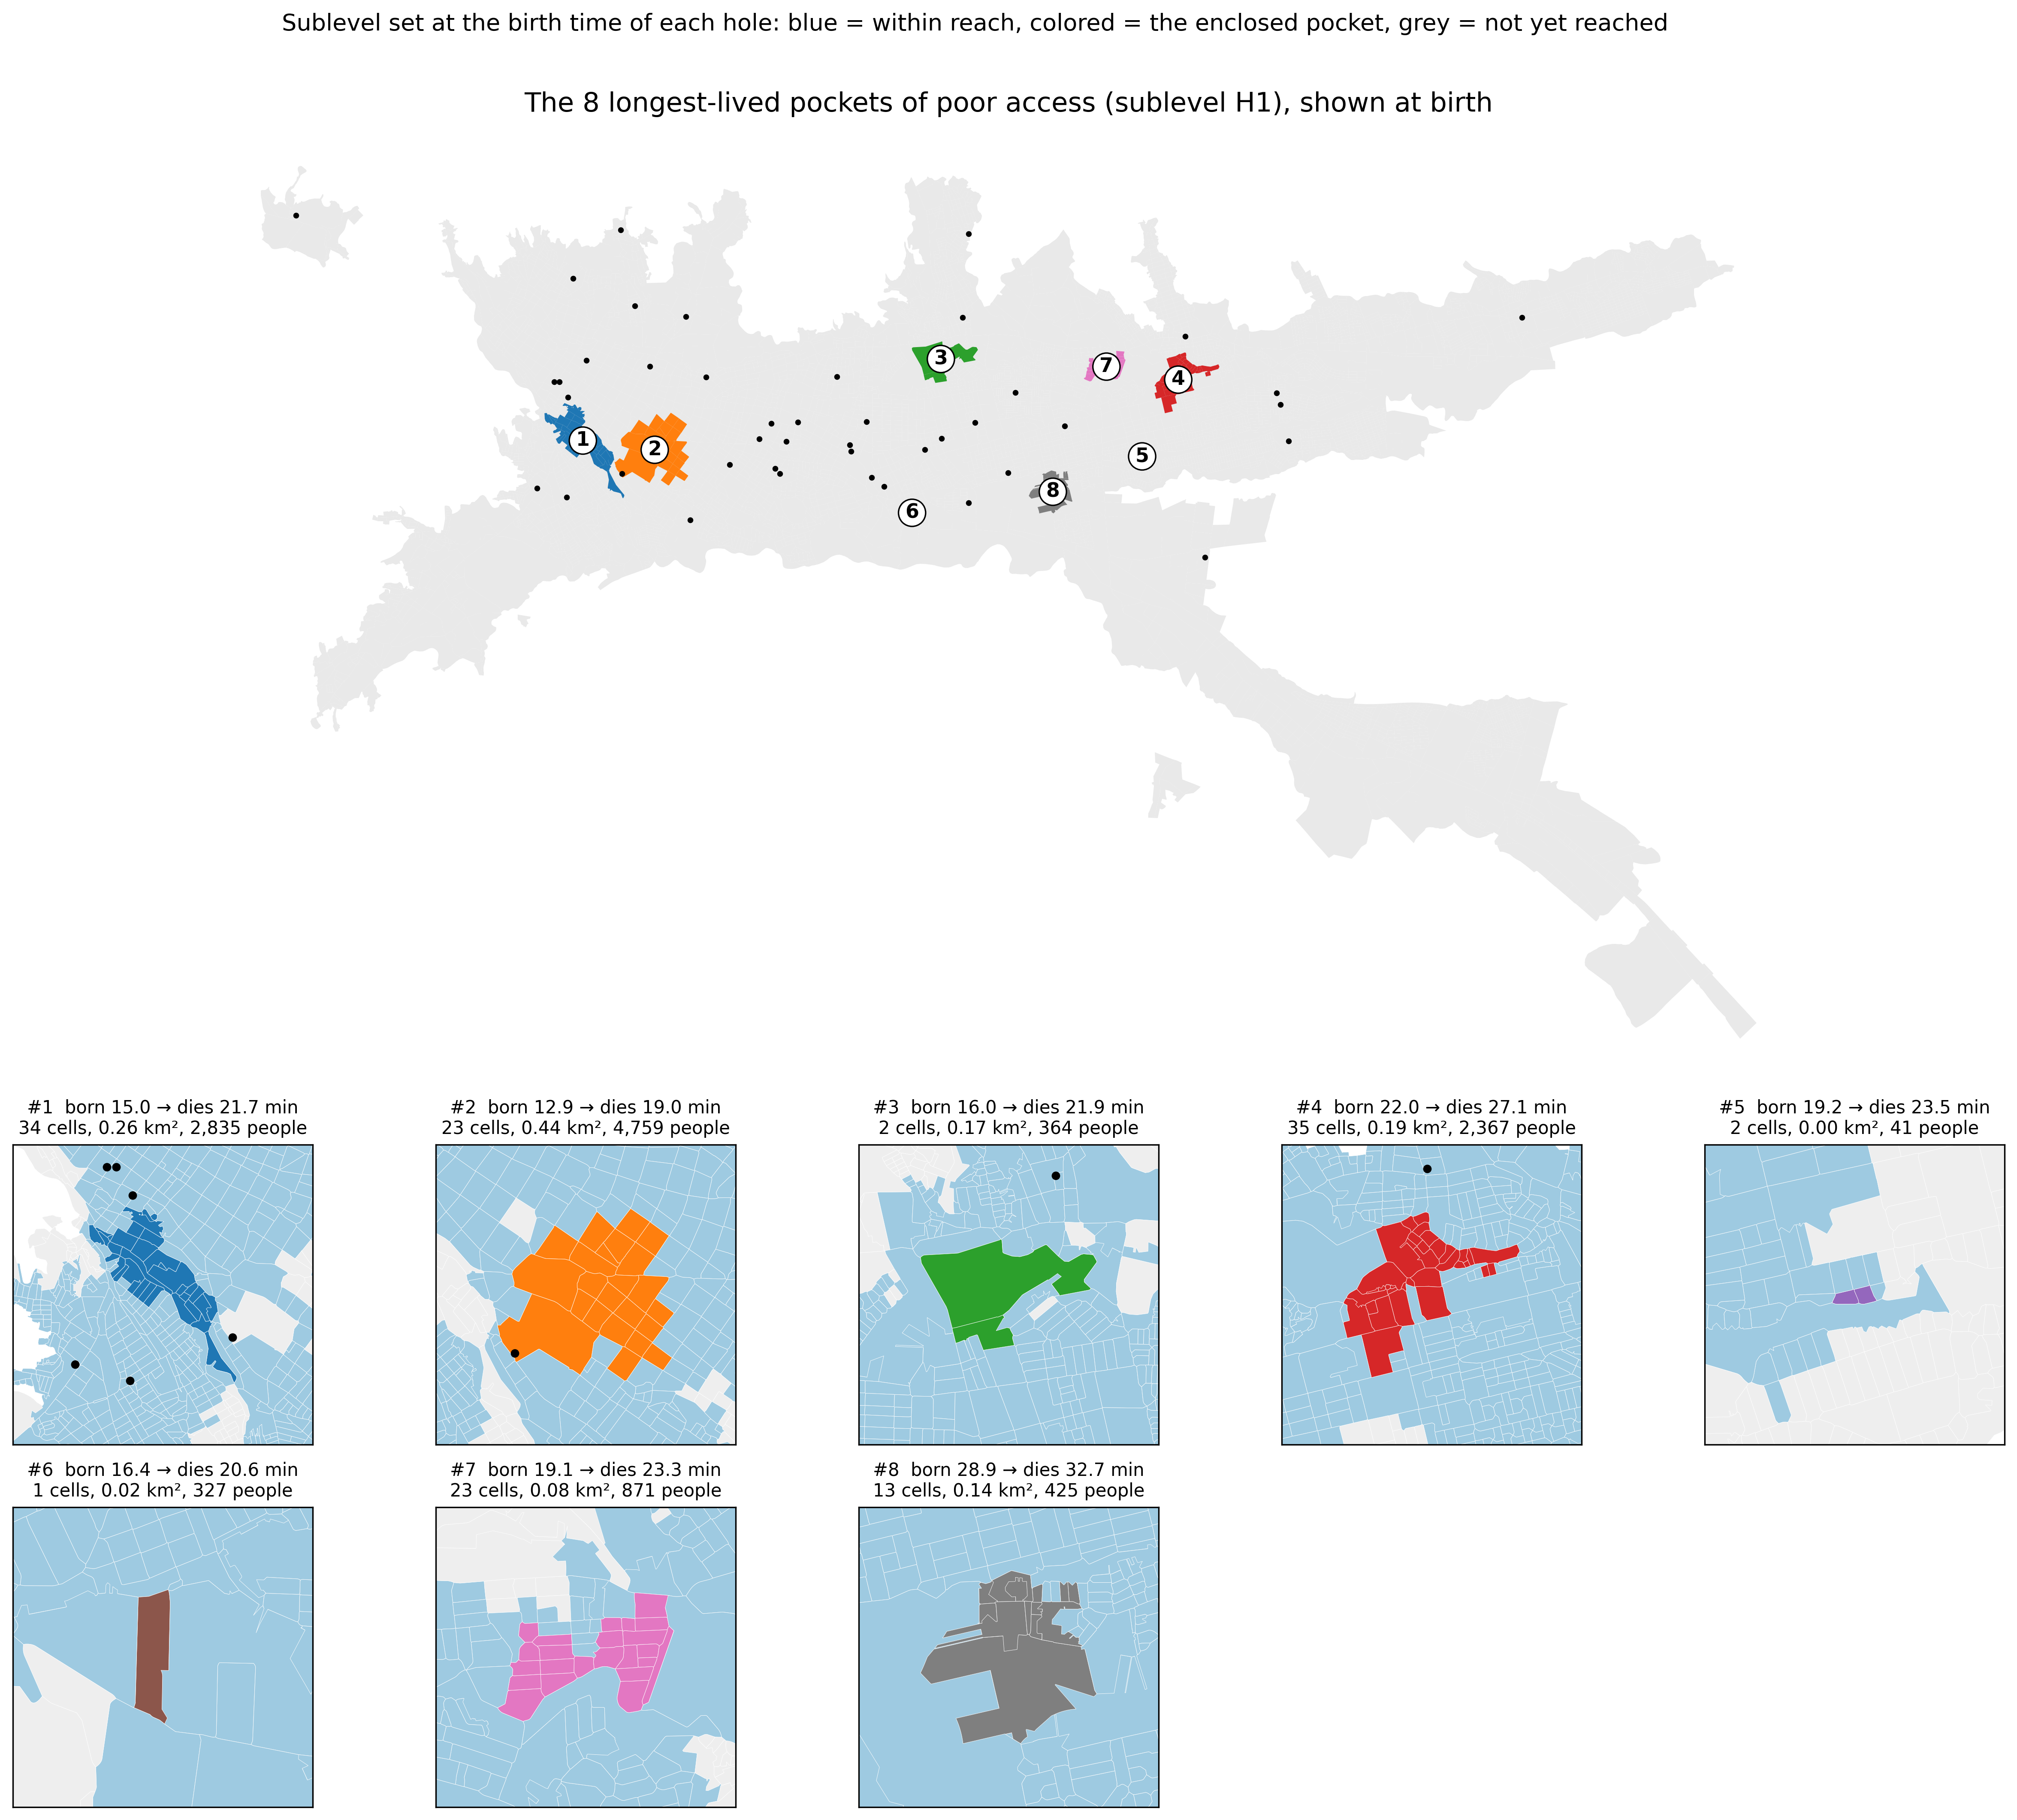 Sublevel set at the birth time of each hole: blue = within reach, colored = the enclosed pocket, grey = not yet reached
The 8 longest-lived pockets of poor access (sublevel H1), shown at birth
3
7
4
1
2
5
8
6
#1  born 15.0 → dies 21.7 min
34 cells, 0.26 km², 2,835 people
#2  born 12.9 → dies 19.0 min
23 cells, 0.44 km², 4,759 people
#3  born 16.0 → dies 21.9 min
2 cells, 0.17 km², 364 people
#4  born 22.0 → dies 27.1 min
35 cells, 0.19 km², 2,367 people
#5  born 19.2 → dies 23.5 min
2 cells, 0.00 km², 41 people
#6  born 16.4 → dies 20.6 min
1 cells, 0.02 km², 327 people
#7  born 19.1 → dies 23.3 min
23 cells, 0.08 km², 871 people
#8  born 28.9 → dies 32.7 min
13 cells, 0.14 km², 425 people